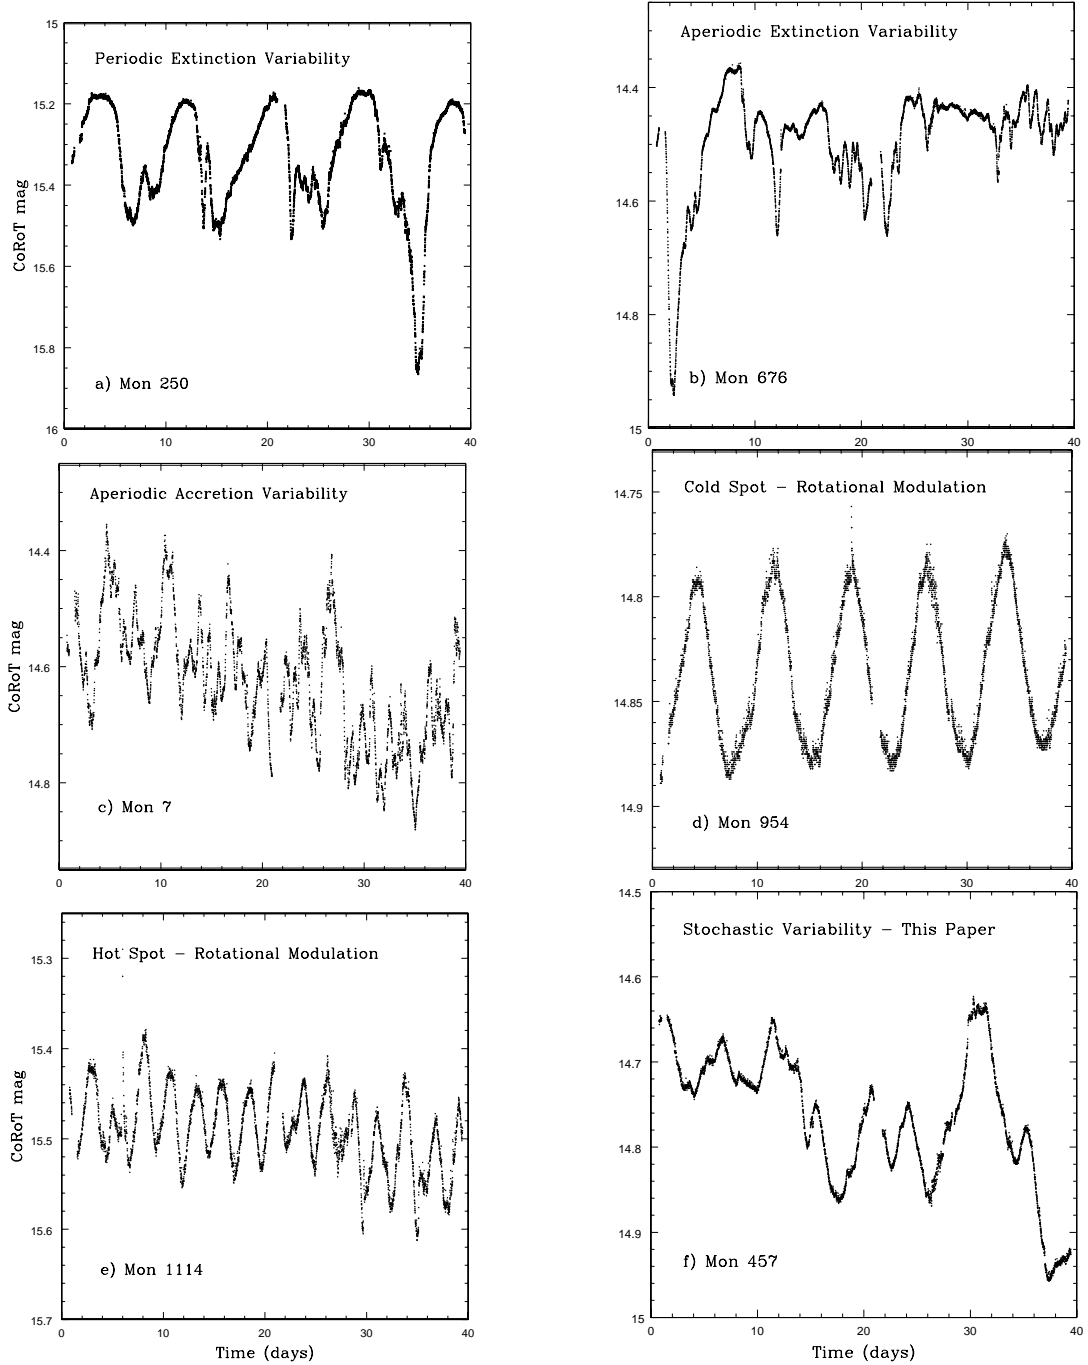 15
Periodic Extinction Variability
15.2
15.4
CoRoT mag
15.6
15.8
a) Mon 250
16
0 10 20 30 40
Aperiodic Extinction Variability
14.4
14.6
14.8
b) Mon 676
15
0 10 20 30 40
Aperiodic Accretion Variability
14.4
14.6
CoRoT mag
14.8
c) Mon 7
0 10 20 30 40
14.75
Cold Spot – Rotational Modulation
14.8
14.85
14.9
d) Mon 954
0 10 20 30 40
15.3
Hot Spot – Rotational Modulation
15.4
CoRoT mag
15.5
15.6
e) Mon 1114
15.7
0 10 20 30 40
Time (days)
14.5
Stochastic Variability – This Paper
14.6
14.7
14.8
14.9
f) Mon 457
15
0 10 20 30 40
Time (days)